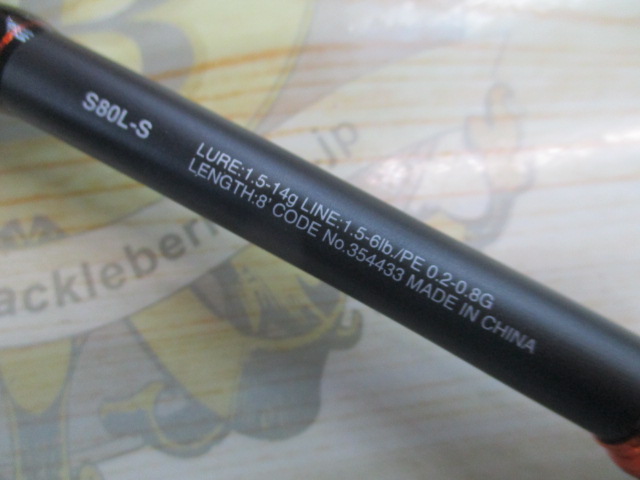 S80L-S
LURE:1.5-14g LINE:1.5-6lb./PE 0.2-0.8G
LENGTH:8' CODE No.354433 MADE IN CHINA
ackleberr
.jp